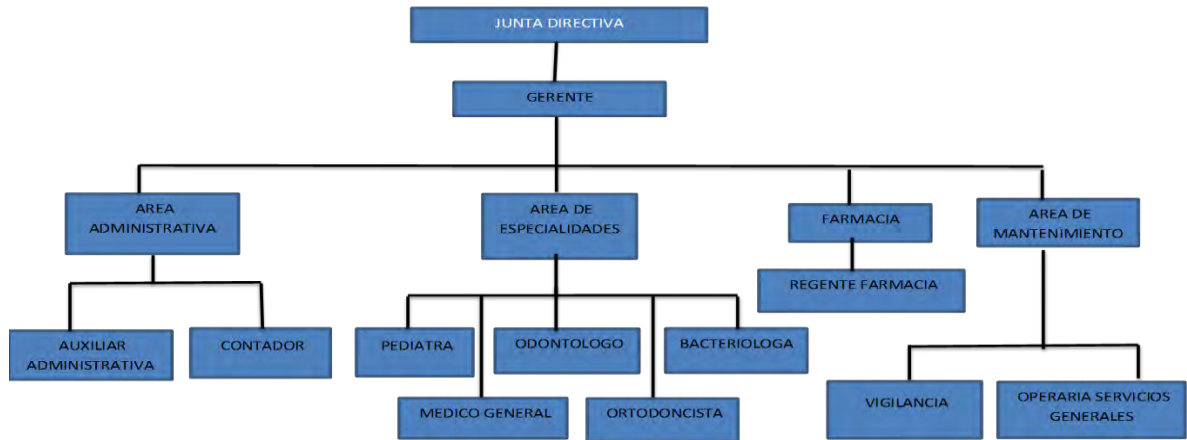 JUNTA DIRECTIVA
GERENTE
AREA
ADMINISTRATIVA
AREA DE
ESPECIALIDADES
FARMACIA
AREA DE
MANTENIMIENTO
REGENTE FARMACIA
AUXILIAR
ADMINISTRATIVA
CONTADOR
PEDIATRA
ODONTOLOGO
BACTERIOLOGA
MEDICO GENERAL
ORTODONCISTA
VIGILANCIA
OPERARIA SERVICIOS
GENERALES